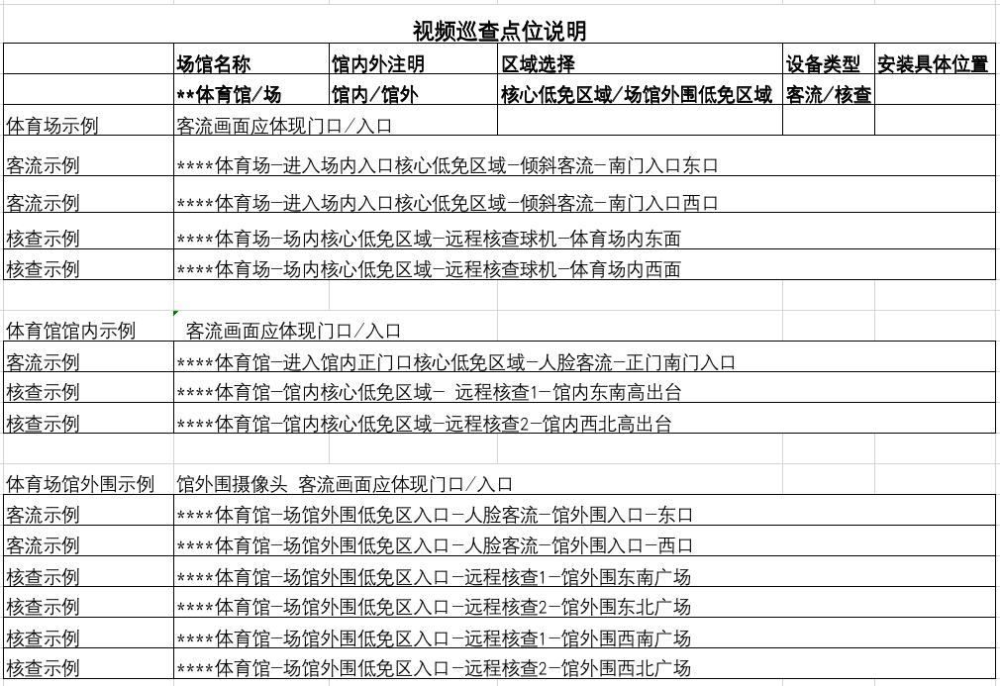 视频巡查点位说明
场馆名称 馆内外注明 区域选择 设备类型 安装具体位置
**体育馆/场 馆内/馆外 核心低免区域/场馆外围低免区域 客流/核查
体育场示例 客流画面应体现门口/入口
客流示例 ****体育场-进入场内入口核心低免区域-倾斜客流-南门入口东口
客流示例 ****体育场-进入场内入口核心低免区域-倾斜客流-南门入口西口
核查示例 ****体育场-场内核心低免区域-远程核查球机-体育场内东面
核查示例 ****体育场-场内核心低免区域-远程核查球机-体育场内西面
体育馆馆内示例 客流画面应体现门口/入口
客流示例 ****体育馆-进入馆内正门口核心低免区域-人脸客流-正门南门入口
核查示例 ****体育馆-馆内核心低免区域- 远程核查1-馆内东南高出台
核查示例 ****体育馆-馆内核心低免区域-远程核查2-馆内西北高出台
体育场馆外围示例 馆外围摄像头 客流画面应体现门口/入口
客流示例 ****体育馆-场馆外围低免区入口-人脸客流-馆外围入口-东口
客流示例 ****体育馆-场馆外围低免区入口-人脸客流-馆外围入口-西口
核查示例 ****体育馆-场馆外围低免区入口-远程核查1-馆外围东南广场
核查示例 ****体育馆-场馆外围低免区入口-远程核查2-馆外围东北广场
核查示例 ****体育馆-场馆外围低免区入口-远程核查1-馆外围西南广场
核查示例 ****体育馆-场馆外围低免区入口-远程核查2-馆外围西北广场